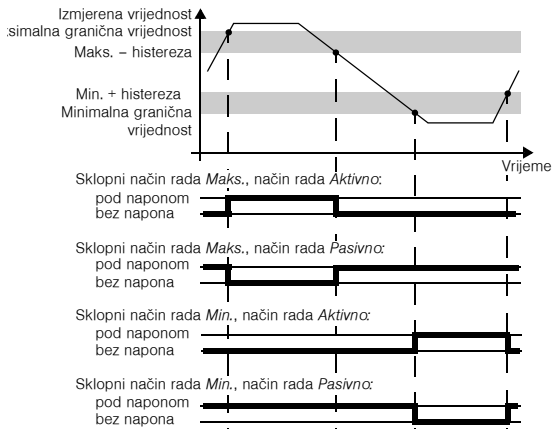 Izmjerena vrijednost
ksimalna granična vrijednost
Maks. – histereza
Min. + histereza
Minimalna granična
vrijednost
Vrijeme
Sklopni način rada Maks., način rada Aktivno:
pod naponom
bez napona
Sklopni način rada Maks., način rada Pasivno:
pod naponom
bez napona
Sklopni način rada Min., način rada Aktivno:
pod naponom
bez napona
Sklopni način rada Min., način rada Pasivno:
pod naponom
bez napona